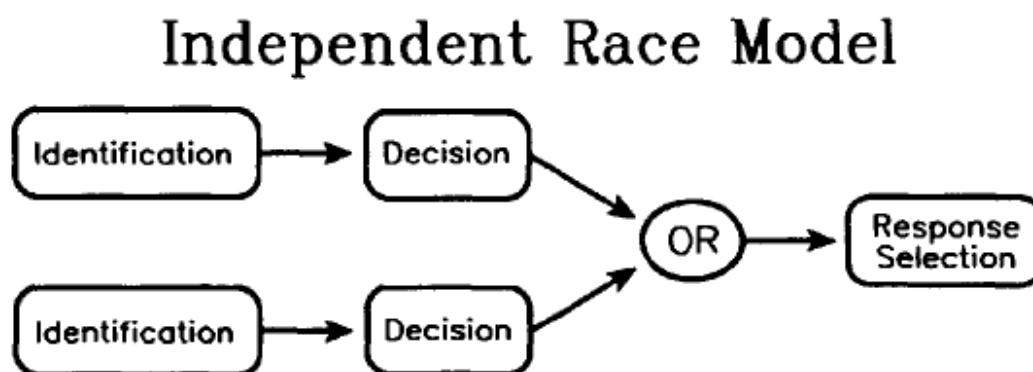 Independent Race Model
Identification
Decision
OR
Response
Selection
Identification
Decision